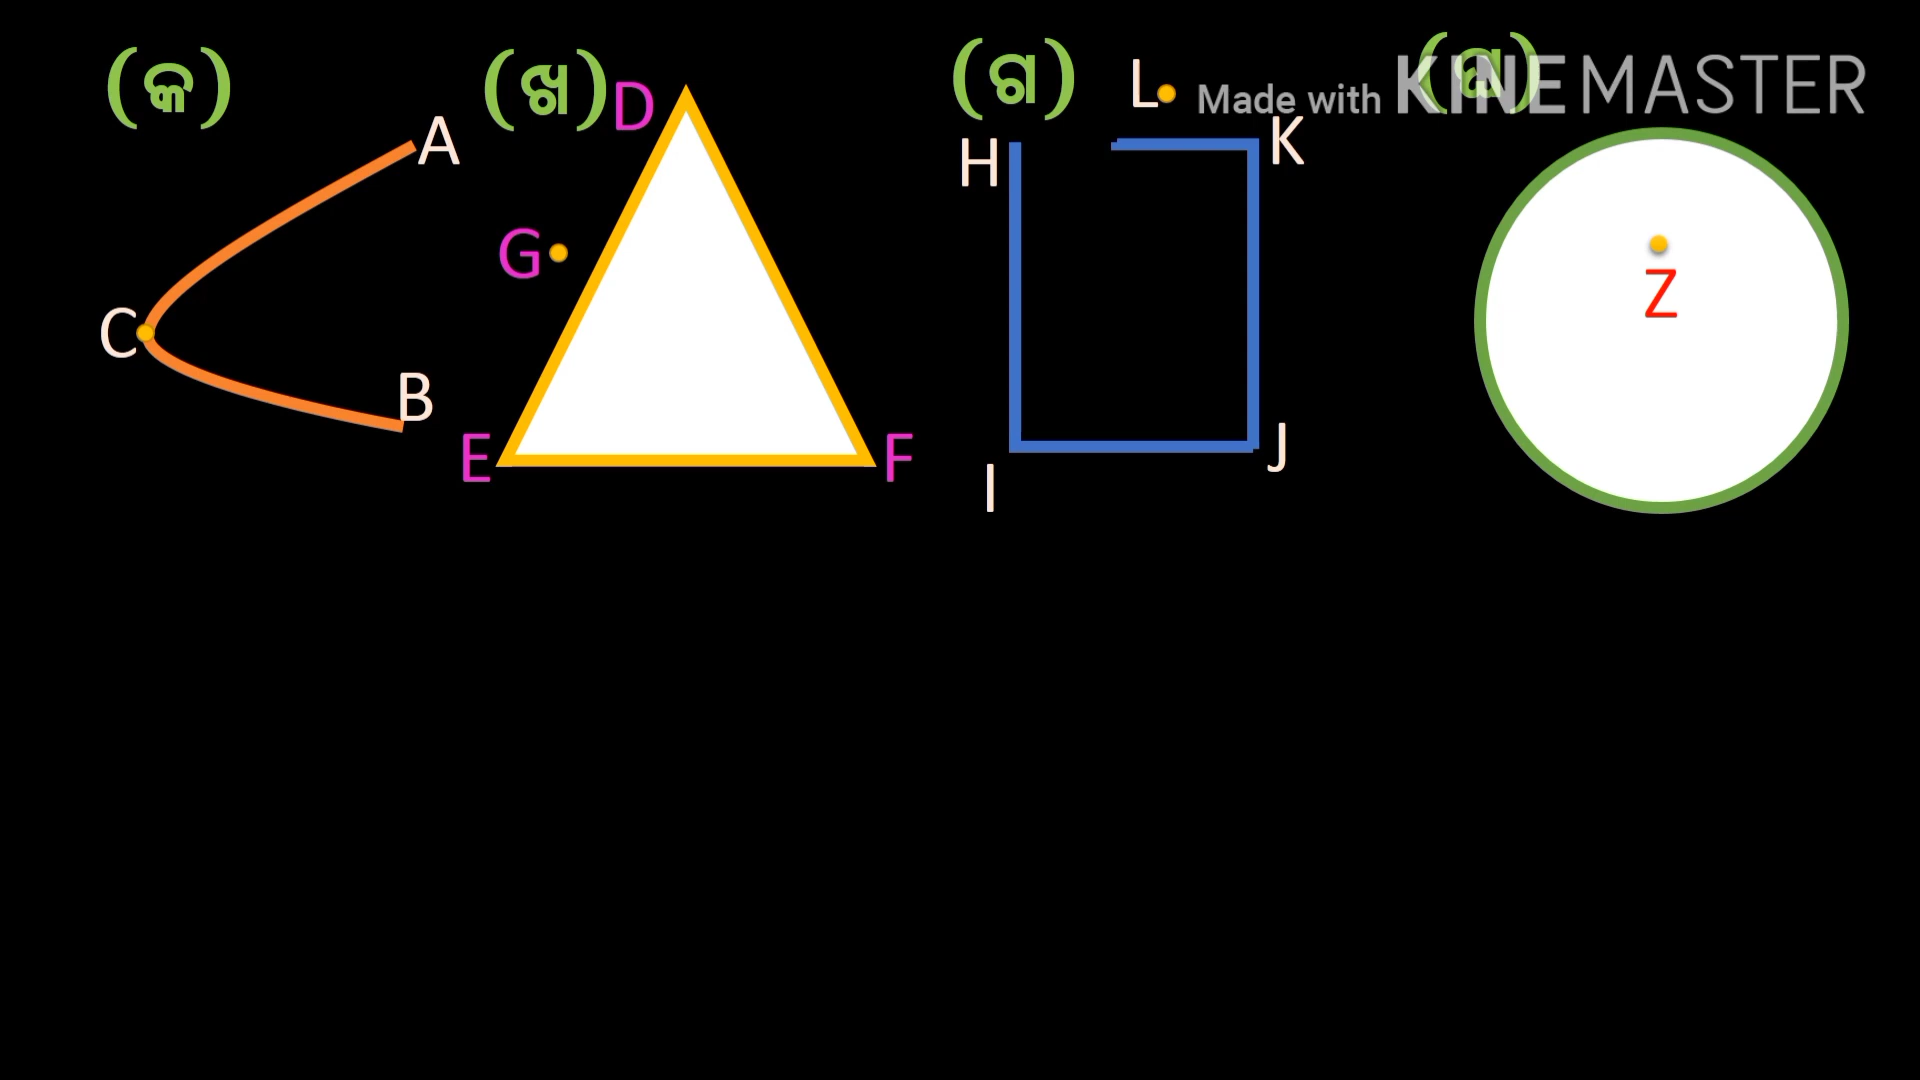 (କ) (ଖ) (ଗ) (ଘ)
L Made with KINEMASTER
D
A H K
G
Z
C
B
E F J
I